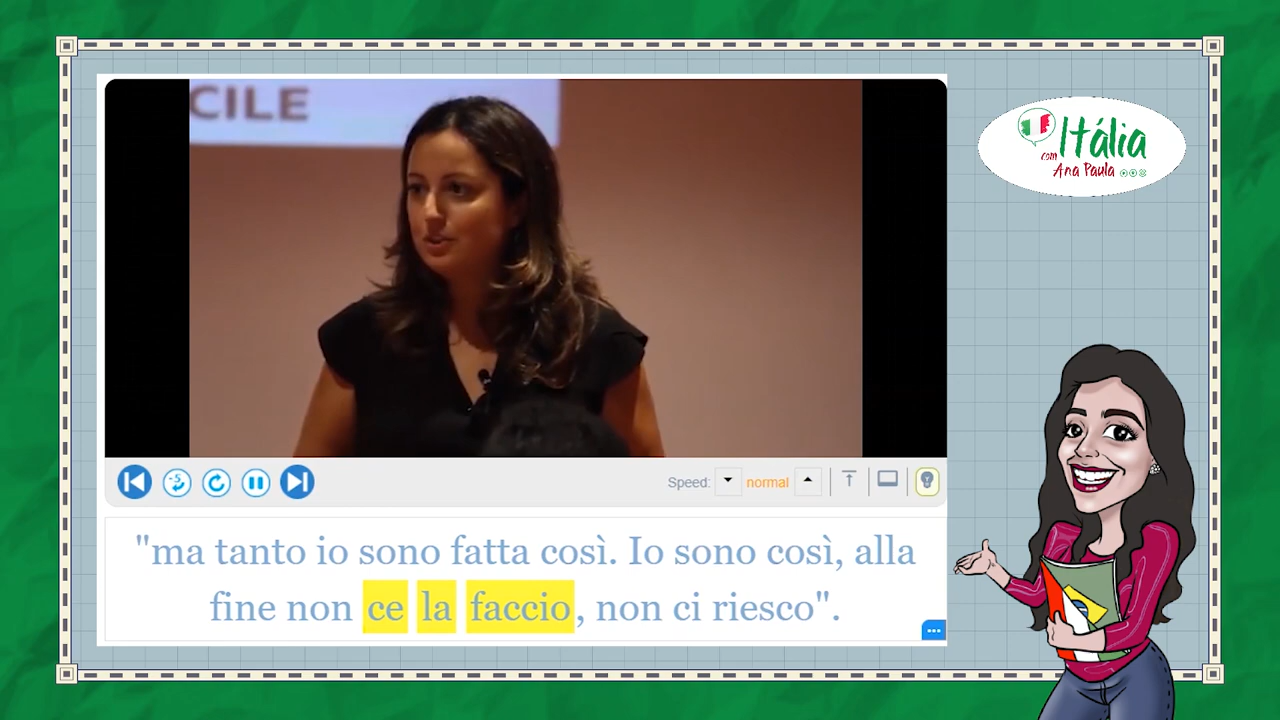 CILE
Itália
com
Ana Paula
Speed: normal
"ma tanto io sono fatta così. Io sono così, alla
fine non ce la faccio, non ci riesco".